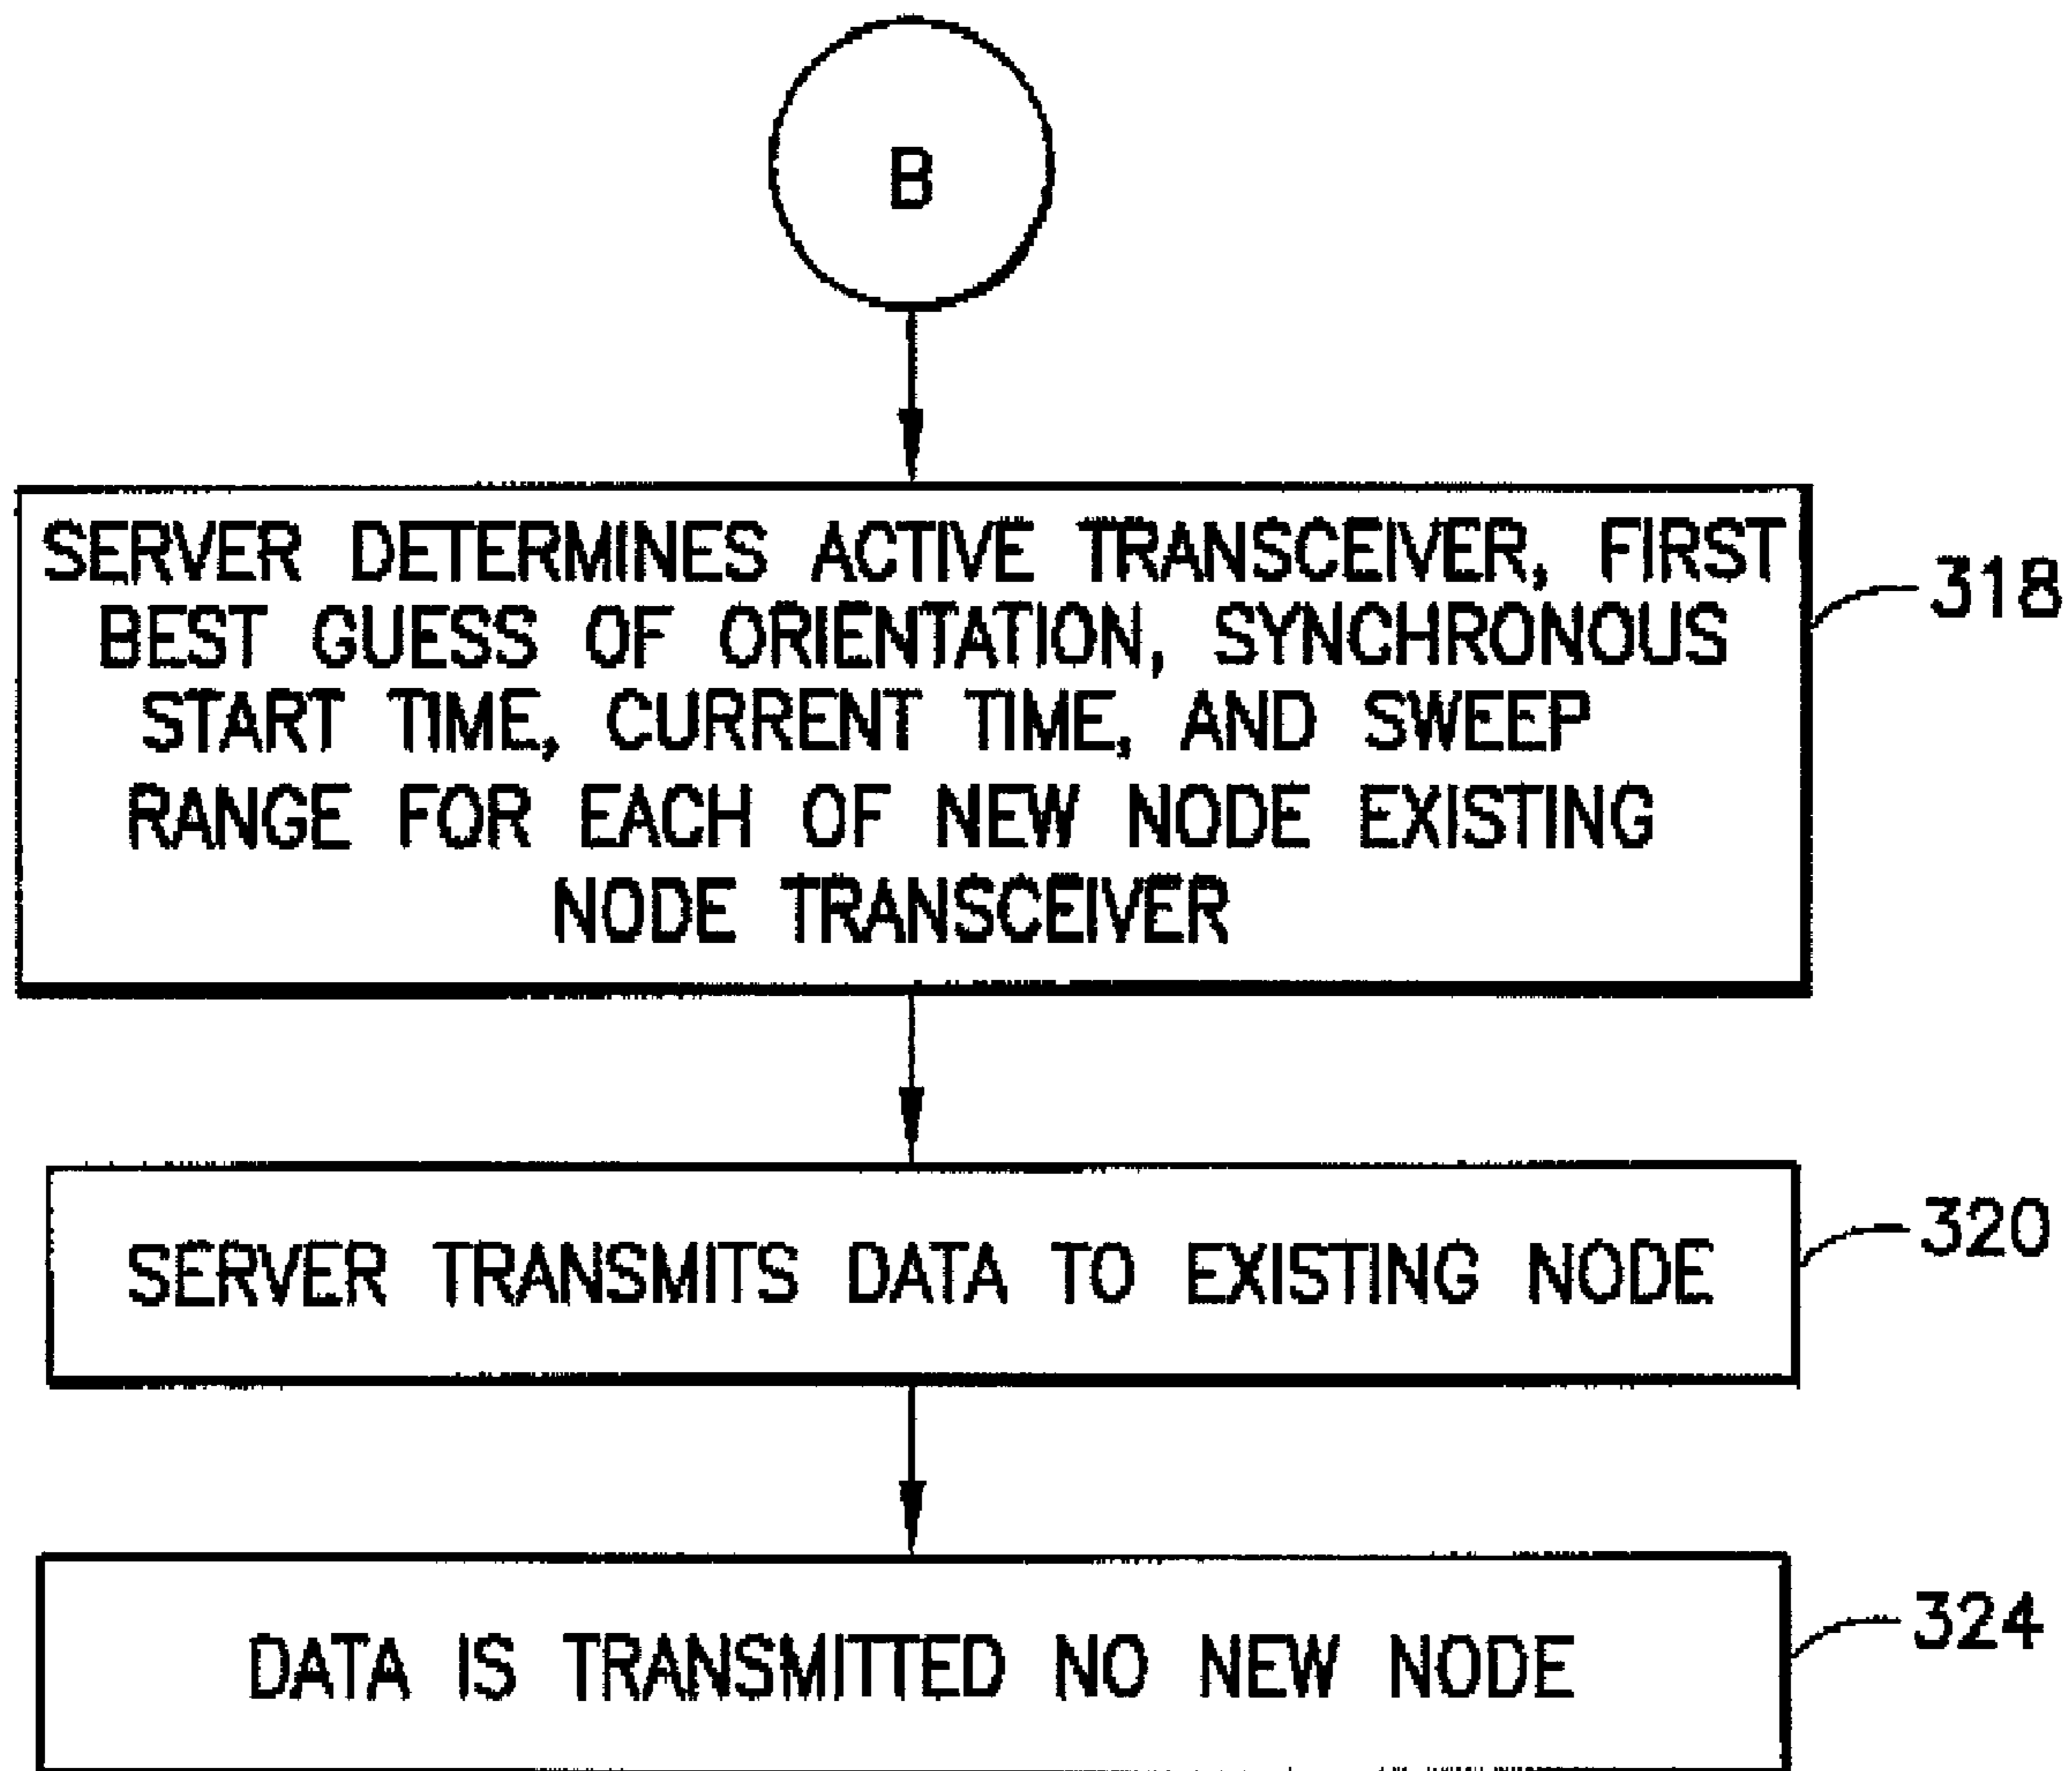 B
SERVER DETERMINES ACTIVE TRANSCEIVER, FIRST
BEST GUESS OF ORIENTATION, SYNCHRONOUS
START TIME, CURRENT TIME, AND SWEEP
RANGE FOR EACH OF NEW NODE EXISTING
NODE TRANSCEIVER
318
SERVER TRANSMITS DATA TO EXISTING NODE
320
DATA IS TRANSMITTED NO NEW NODE
324